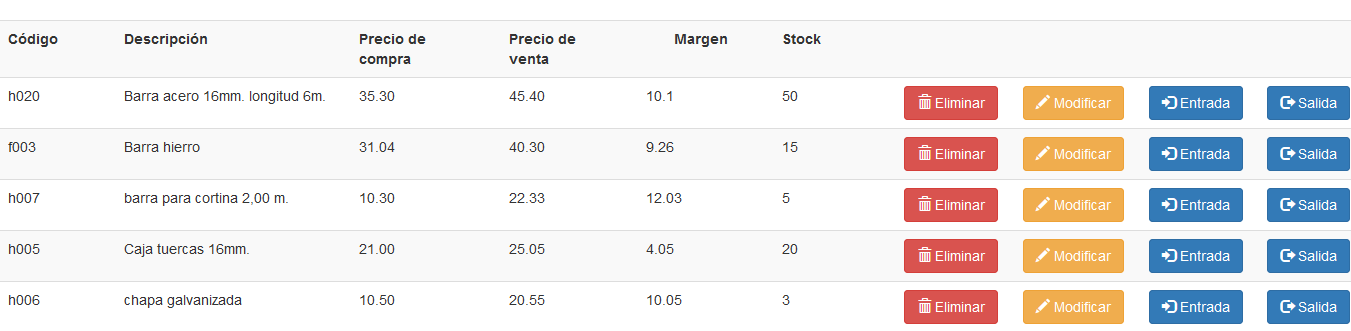 Código Descripción Precio de compra Precio de venta Margen Stock
h020 Barra acero 16mm. longitud 6m. 35.30 45.40 10.1 50 Eliminar Modificar Entrada Salida
f003 Barra hierro 31.04 40.30 9.26 15 Eliminar Modificar Entrada Salida
h007 barra para cortina 2,00 m. 10.30 22.33 12.03 5 Eliminar Modificar Entrada Salida
h005 Caja tuercas 16mm. 21.00 25.05 4.05 20 Eliminar Modificar Entrada Salida
h006 chapa galvanizada 10.50 20.55 10.05 3 Eliminar Modificar Entrada Salida